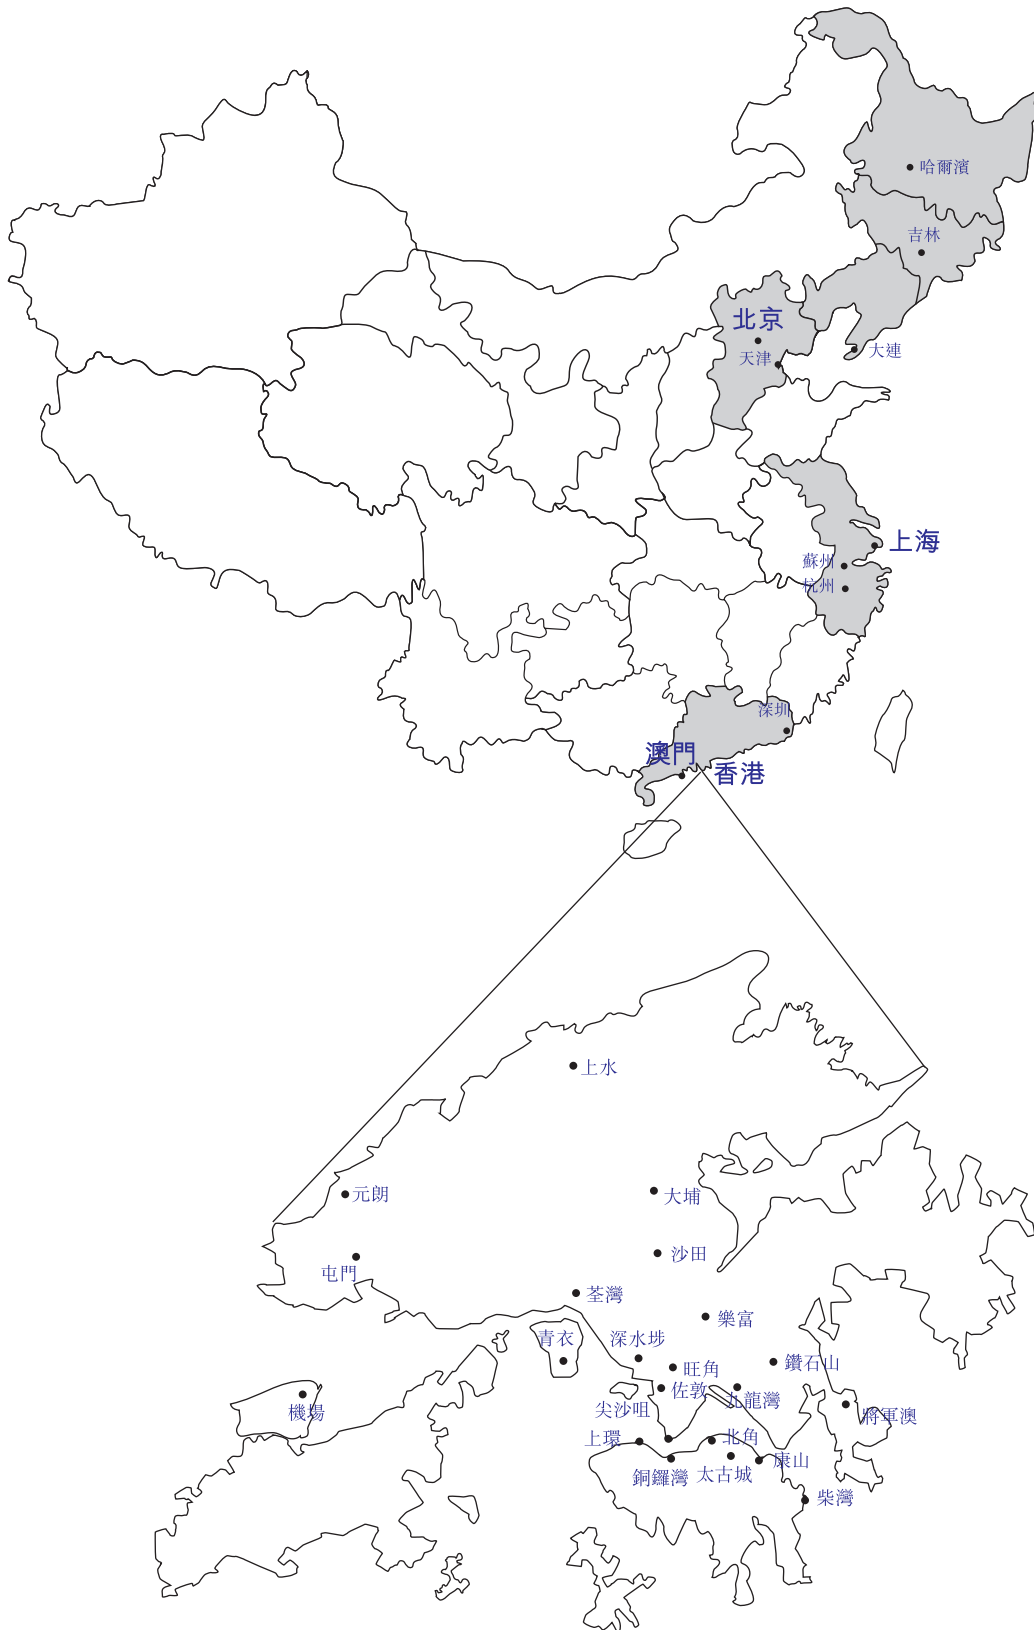 哈爾濱
吉林
北京
大連
天津
上海
蘇州
杭州
深圳
澳門
香港
上水
元朗
大埔
沙田
屯門
荃灣
樂富
青衣
深水埗
鑽石山
旺角
佐敦
九龍灣
機場
尖沙咀
將軍澳
上環
北角
康山
銅鑼灣
太古城
柴灣